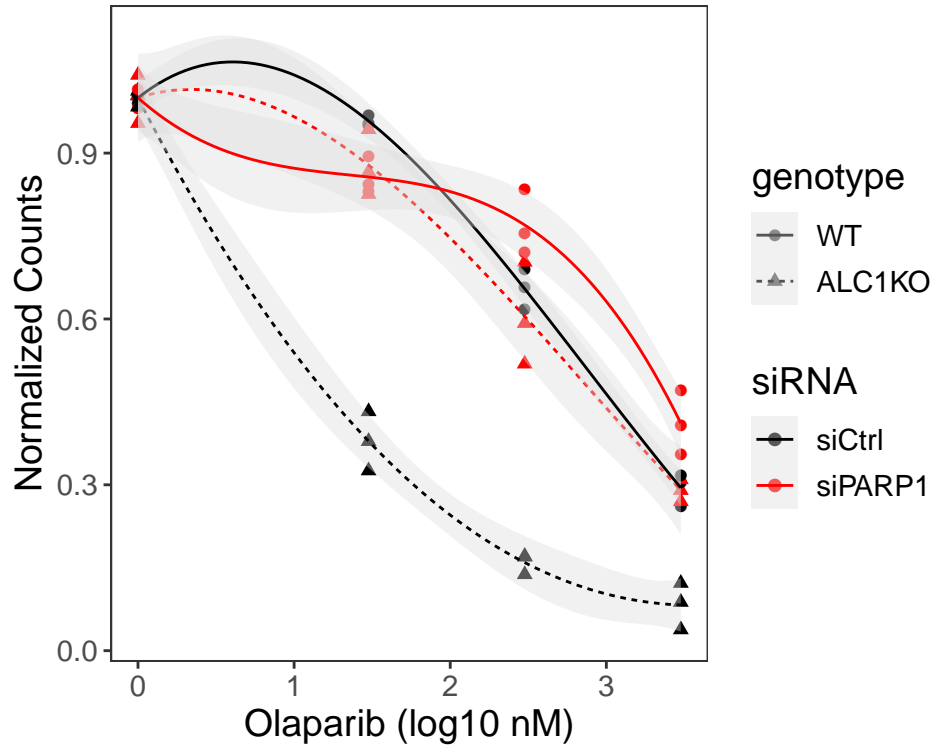 Normalized Counts
0.9
0.6
0.3
0.0
0
1
2
3
Olaparib (log10 nM)
genotype
WT
ALC1KO
siRNA
siCtrl
siPARP1